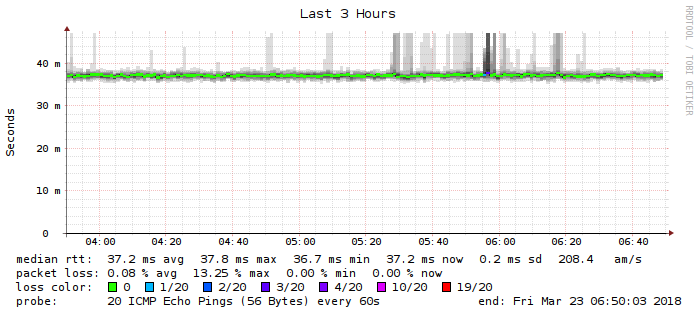 Last 3 Hours
RRDTOOL / TOBI OETIKER
Seconds
40 m
30 m
20 m
10 m
0
04:00 04:20 04:40 05:00 05:20 05:40 06:00 06:20 06:40
median rtt: 37.2 ms avg 37.8 ms max 36.7 ms min 37.2 ms now 0.2 ms sd 208.4 am/s
packet loss: 0.08 % avg 13.25 % max 0.00 % min 0.00 % now
loss color: 0 1/20 2/20 3/20 4/20 10/20 19/20
probe: 20 ICMP Echo Pings (56 Bytes) every 60s end: Fri Mar 23 06:50:03 2018